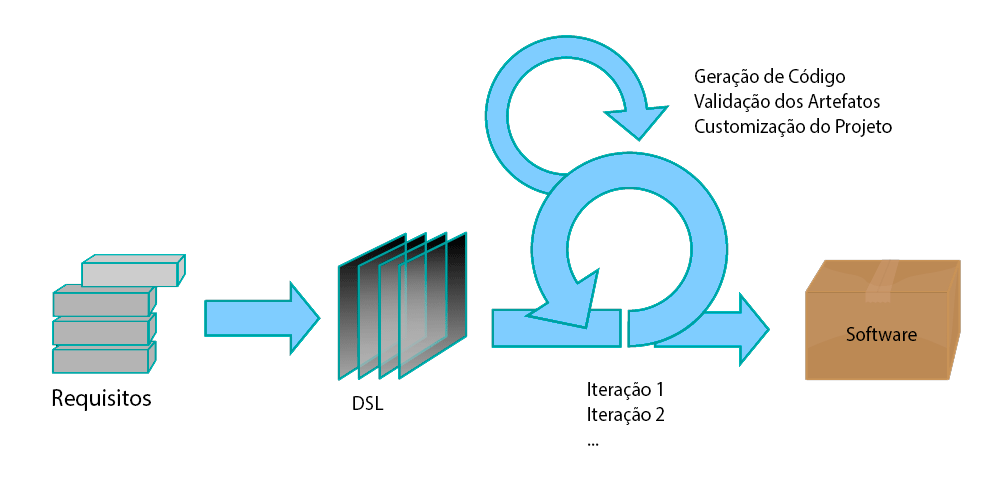 Geração de Código
Validação dos Artefatos
Customização do Projeto
Requisitos
DSL
Iteração 1
Iteração 2
...
Software